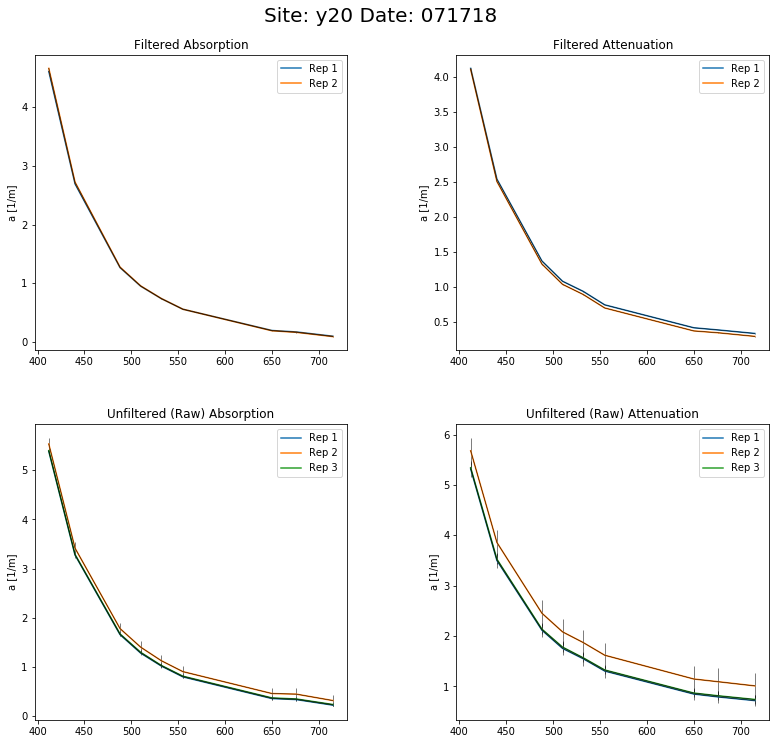 Site: y20 Date: 071718
Filtered Absorption
Rep 1
Rep 2
a [1/m]
4
3
2
1
0
400 450 500 550 600 650 700
Filtered Attenuation
Rep 1
Rep 2
a [1/m]
4.0
3.5
3.0
2.5
2.0
1.5
1.0
0.5
400 450 500 550 600 650 700
Unfiltered (Raw) Absorption
Rep 1
Rep 2
Rep 3
a [1/m]
5
4
3
2
1
0
400 450 500 550 600 650 700
Unfiltered (Raw) Attenuation
Rep 1
Rep 2
Rep 3
a [1/m]
6
5
4
3
2
1
400 450 500 550 600 650 700